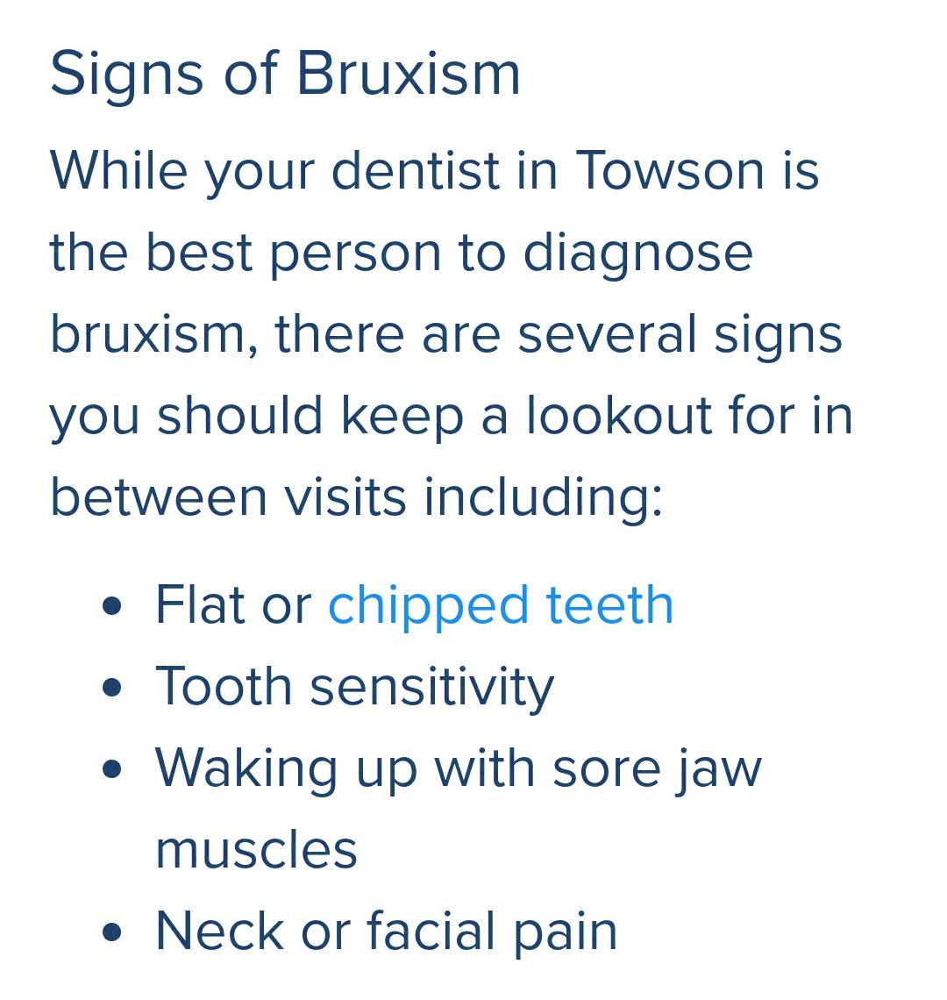 Signs of Bruxism
While your dentist in Towson is
the best person to diagnose
bruxism, there are several signs
you should keep a lookout for in
between visits including:
• Flat or chipped teeth
• Tooth sensitivity
• Waking up with sore jaw
muscles
• Neck or facial pain